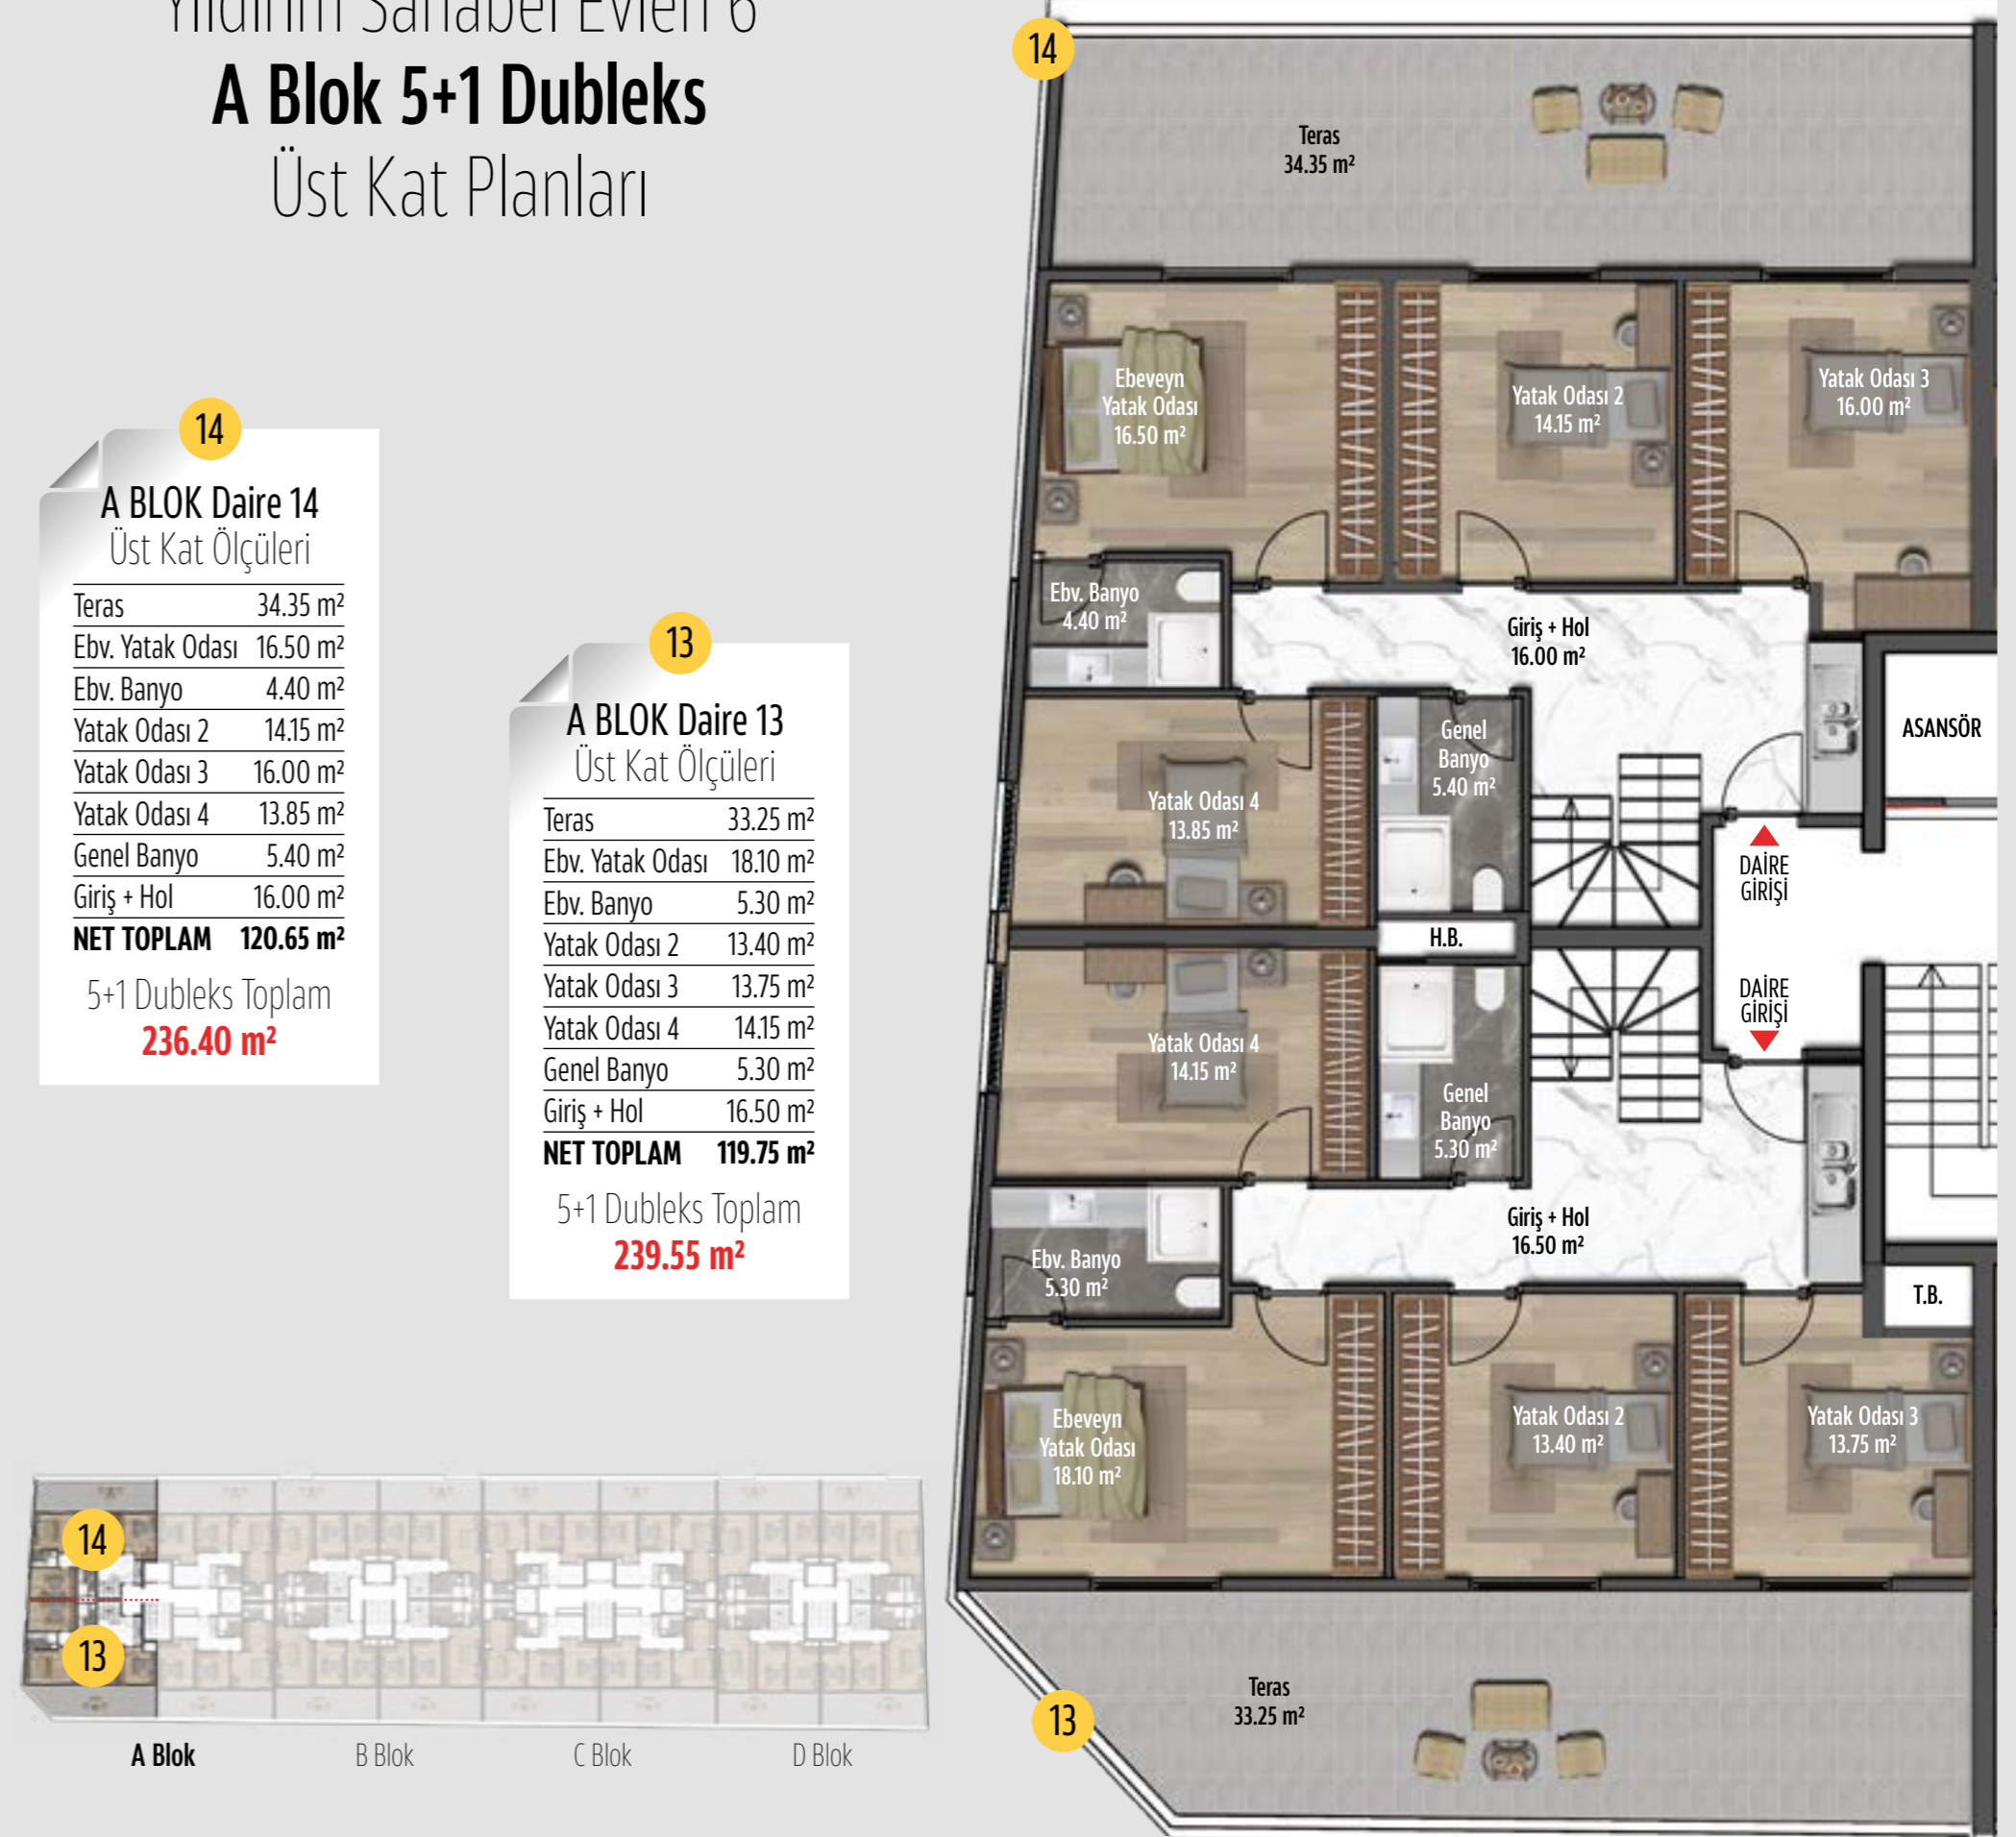 A Blok 5+1 Dubleks
Üst Kat Planları
14
A BLOK Daire 14
Üst Kat Ölçüleri
Teras 34.35 m²
Ebv. Yatak Odası 16.50 m²
Ebv. Banyo 4.40 m²
Yatak Odası 2 14.15 m²
Yatak Odası 3 16.00 m²
Yatak Odası 4 13.85 m²
Genel Banyo 5.40 m²
Giriş + Hol 16.00 m²
NET TOPLAM 120.65 m²
5+1 Dubleks Toplam
236.40 m²
13
A BLOK Daire 13
Üst Kat Ölçüleri
Teras 33.25 m²
Ebv. Yatak Odası 18.10 m²
Ebv. Banyo 5.30 m²
Yatak Odası 2 13.40 m²
Yatak Odası 3 13.75 m²
Yatak Odası 4 14.15 m²
Genel Banyo 5.30 m²
Giriş + Hol 16.50 m²
NET TOPLAM 119.75 m²
5+1 Dubleks Toplam
239.55 m²
14
13
A Blok
B Blok
C Blok
D Blok
14
Teras
34.35 m²
Ebeveyn
Yatak Odası
16.50 m²
Yatak Odası 2
14.15 m²
Yatak Odası 3
16.00 m²
Ebv. Banyo
4.40 m²
Giriş + Hol
16.00 m²
ASANSÖR
Genel
Banyo
5.40 m²
Yatak Odası 4
13.85 m²
DAİRE
GİRİŞİ
H.B.
DAİRE
GİRİŞİ
Yatak Odası 4
14.15 m²
Genel
Banyo
5.30 m²
Giriş + Hol
16.50 m²
Ebv. Banyo
5.30 m²
T.B.
Ebeveyn
Yatak Odası
18.10 m²
Yatak Odası 2
13.40 m²
Yatak Odası 3
13.75 m²
Teras
33.25 m²
13